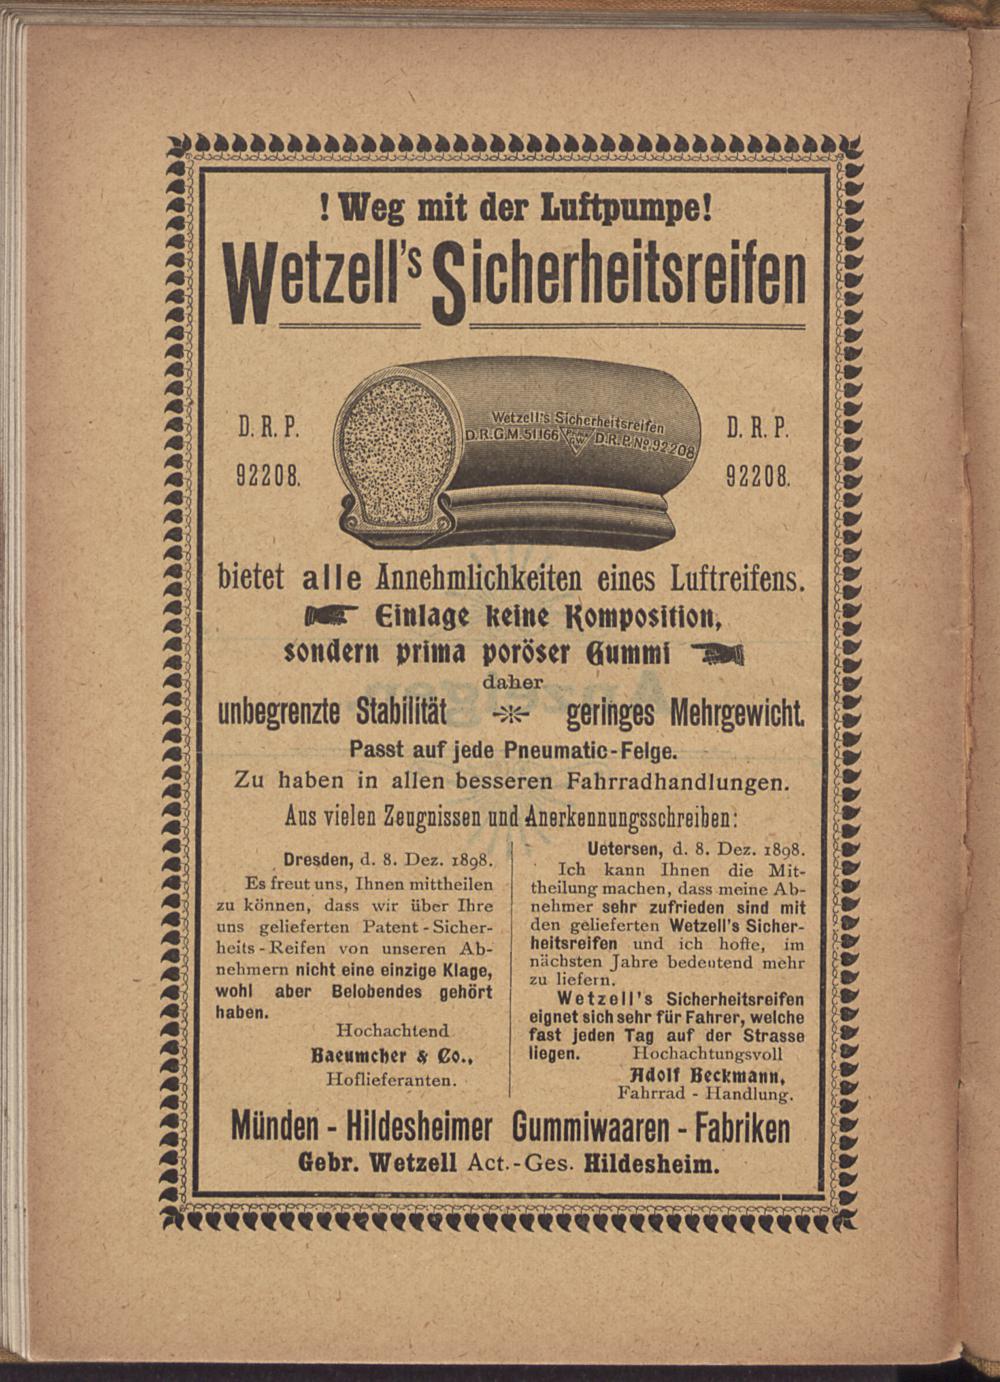 ! Weg mit der Luftpumpe!
Wetzell's Sicherheitsreifen
D. R. P.
92208.
Wetzell's Sicherheitsreifen
D.R.G.M.51166 D.R.P.No.92208
D. R. P.
92208.
bietet alle Annehmlichkeiten eines Luftreifens.
Einlage keine Komposition,
sondern prima poröser Gummi
daher
unbegrenzte Stabilität geringes Mehrgewicht.
Passt auf jede Pneumatic-Felge.
Zu haben in allen besseren Fahrradhandlungen.
Aus vielen Zeugnissen und Anerkennungsschreiben:
Dresden, d. 8. Dez. 1898.
Es freut uns, Ihnen mittheilen
zu können, dass wir über Ihre
uns gelieferten Patent-Sicher-
heits-Reifen von unseren Ab-
nehmern nicht eine einzige Klage,
wohl aber Belobendes gehört
haben.
Hochachtend
Baeumcher & Co.,
Hoflieferanten.
Uetersen, d. 8. Dez. 1898.
Ich kann Ihnen die Mit-
theilung machen, dass meine Ab-
nehmer sehr zufrieden sind mit
den gelieferten Wetzell's Sicher-
heitsreifen und ich hoffe, im
nächsten Jahre bedeutend mehr
zu liefern.
Wetzell's Sicherheitsreifen
eignet sich sehr für Fahrer, welche
fast jeden Tag auf der Strasse
liegen. Hochachtungsvoll
Adolf Beckmann,
Fahrrad - Handlung.
Münden - Hildesheimer Gummiwaaren - Fabriken
Gebr. Wetzell Act.-Ges. Hildesheim.